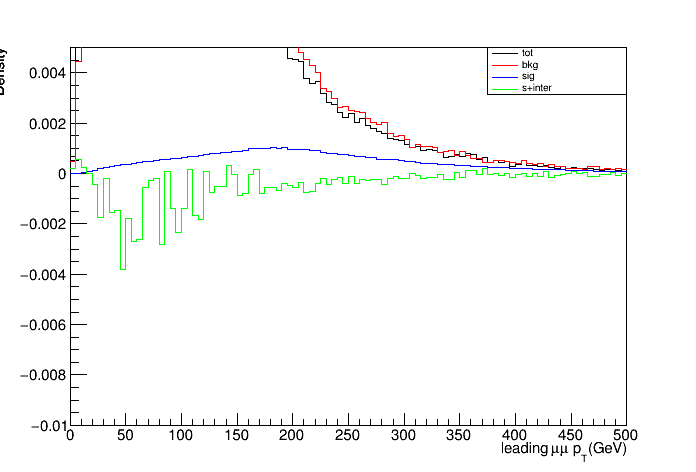 Density
tot
bkg
sig
s+inter
0.004
0.002
0
−0.002
−0.004
−0.006
−0.008
−0.01
0 50 100 150 200 250 300 350 400 450 500
leading μμ p_T(GeV)